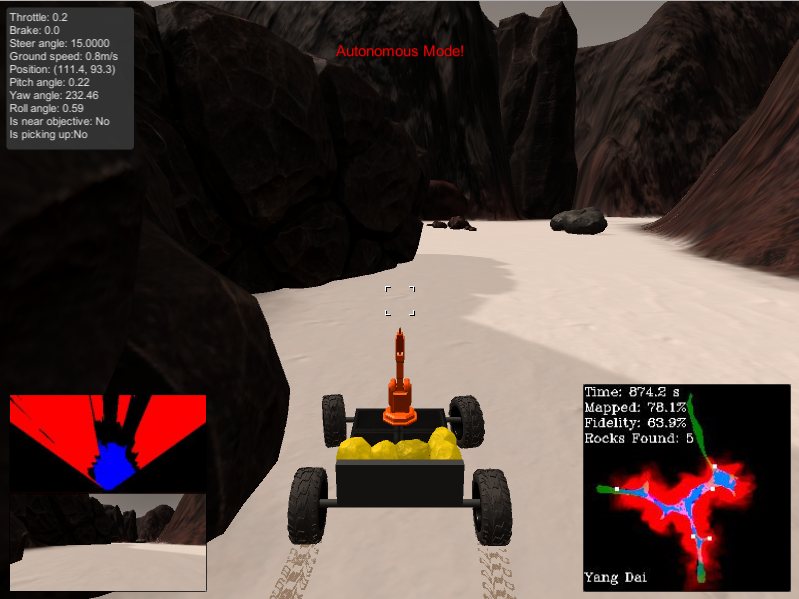 Throttle: 0.2
Brake: 0.0
Steer angle: 15.0000
Ground speed: 0.8m/s
Position: (111.4, 93.3)
Pitch angle: 0.22
Yaw angle: 232.46
Roll angle: 0.59
Is near objective: No
Is picking up:No
Autonomous Mode!
Time: 874.2 s
Mapped: 78.1%
Fidelity: 63.9%
Rocks Found: 5
Yang Dai